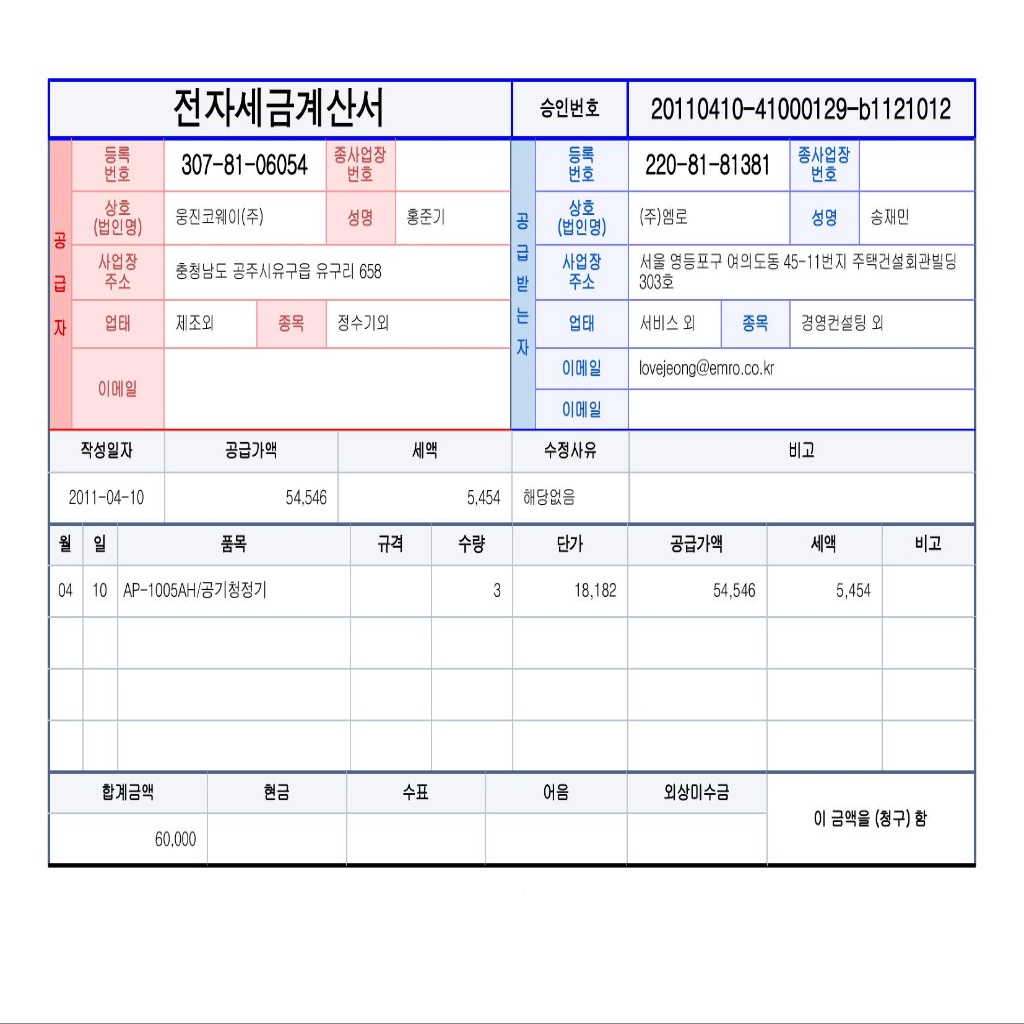 전자세금계산서 승인번호 20110410-41000129-b1121012
공급자
등록번호 307-81-06054 종사업장번호
상호(법인명) 웅진코웨이(주) 성명 홍준기
사업장주소 충청남도 공주시유구읍 유구리 658
업태 제조외 종목 정수기외
이메일
공급받는자
등록번호 220-81-81381 종사업장번호
상호(법인명) (주)엠로 성명 송재민
사업장주소 서울 영등포구 여의도동 45-11번지 주택건설회관빌딩
303호
업태 서비스 외 종목 경영컨설팅 외
이메일 lovejeong@emro.co.kr
이메일
작성일자 공급가액 세액 수정사유 비고
2011-04-10 54,546 5,454 해당없음
월 일 품목 규격 수량 단가 공급가액 세액 비고
04 10 AP-1005AH/공기청정기 3 18,182 54,546 5,454
합계금액 현금 수표 어음 외상미수금 이 금액을 (청구) 함
60,000